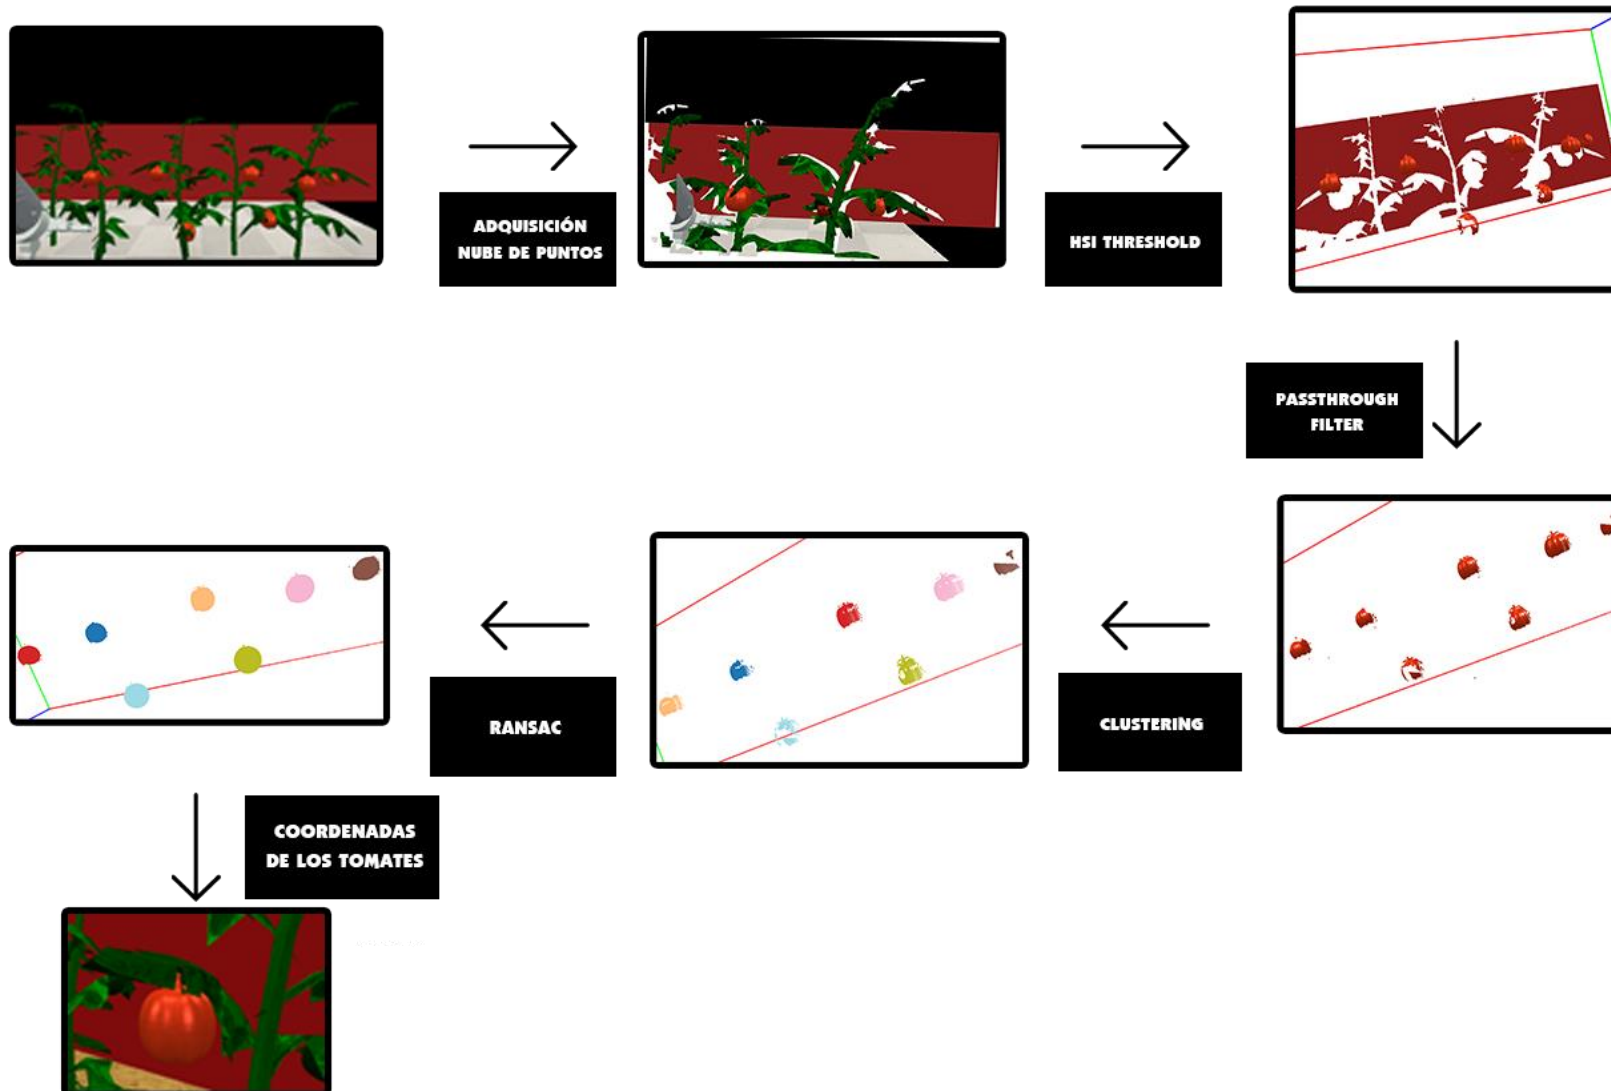 ADQUISICIÓN
NUBE DE PUNTOS
HSI THRESHOLD
PASSTHROUGH
FILTER
CLUSTERING
RANSAC
COORDENADAS
DE LOS TOMATES